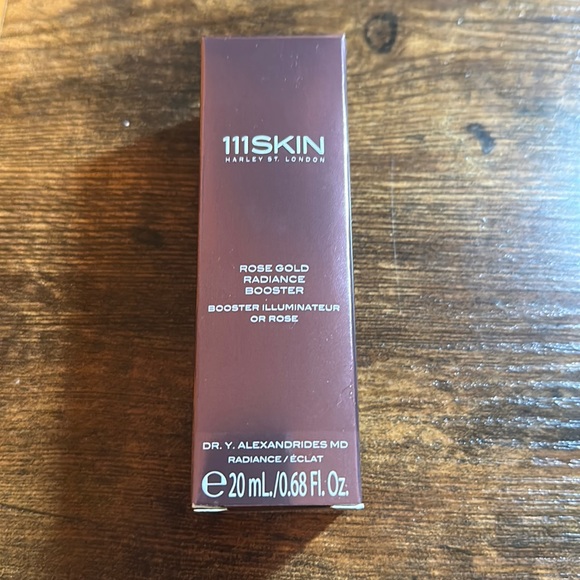 111SKIN
HARLEY ST. LONDON
ROSE GOLD
RADIANCE
BOOSTER
BOOSTER ILLUMINATEUR
OR ROSE
DR. Y. ALEXANDRIDES MD
RADIANCE / ÉCLAT
℮20 mL./0.68 Fl. Oz.